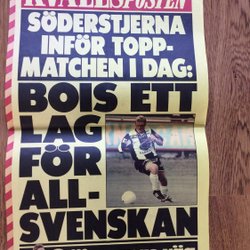 KVÄLLSPOSTEN
SÖDERSTJERNA
INFÖR TOPP-
MATCHEN I DAG:
BOIS ETT
LAG
FÖR
ALL-
SVENSKAN